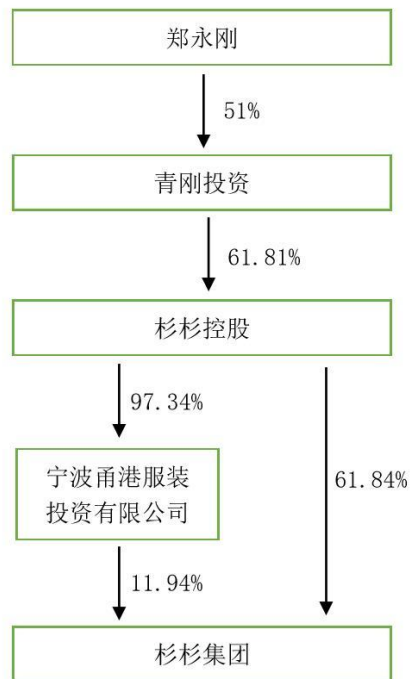 郑永刚
51%
青刚投资
61.81%
杉杉控股
97.34%
61.84%
宁波甬港服装
投资有限公司
11.94%
杉杉集团